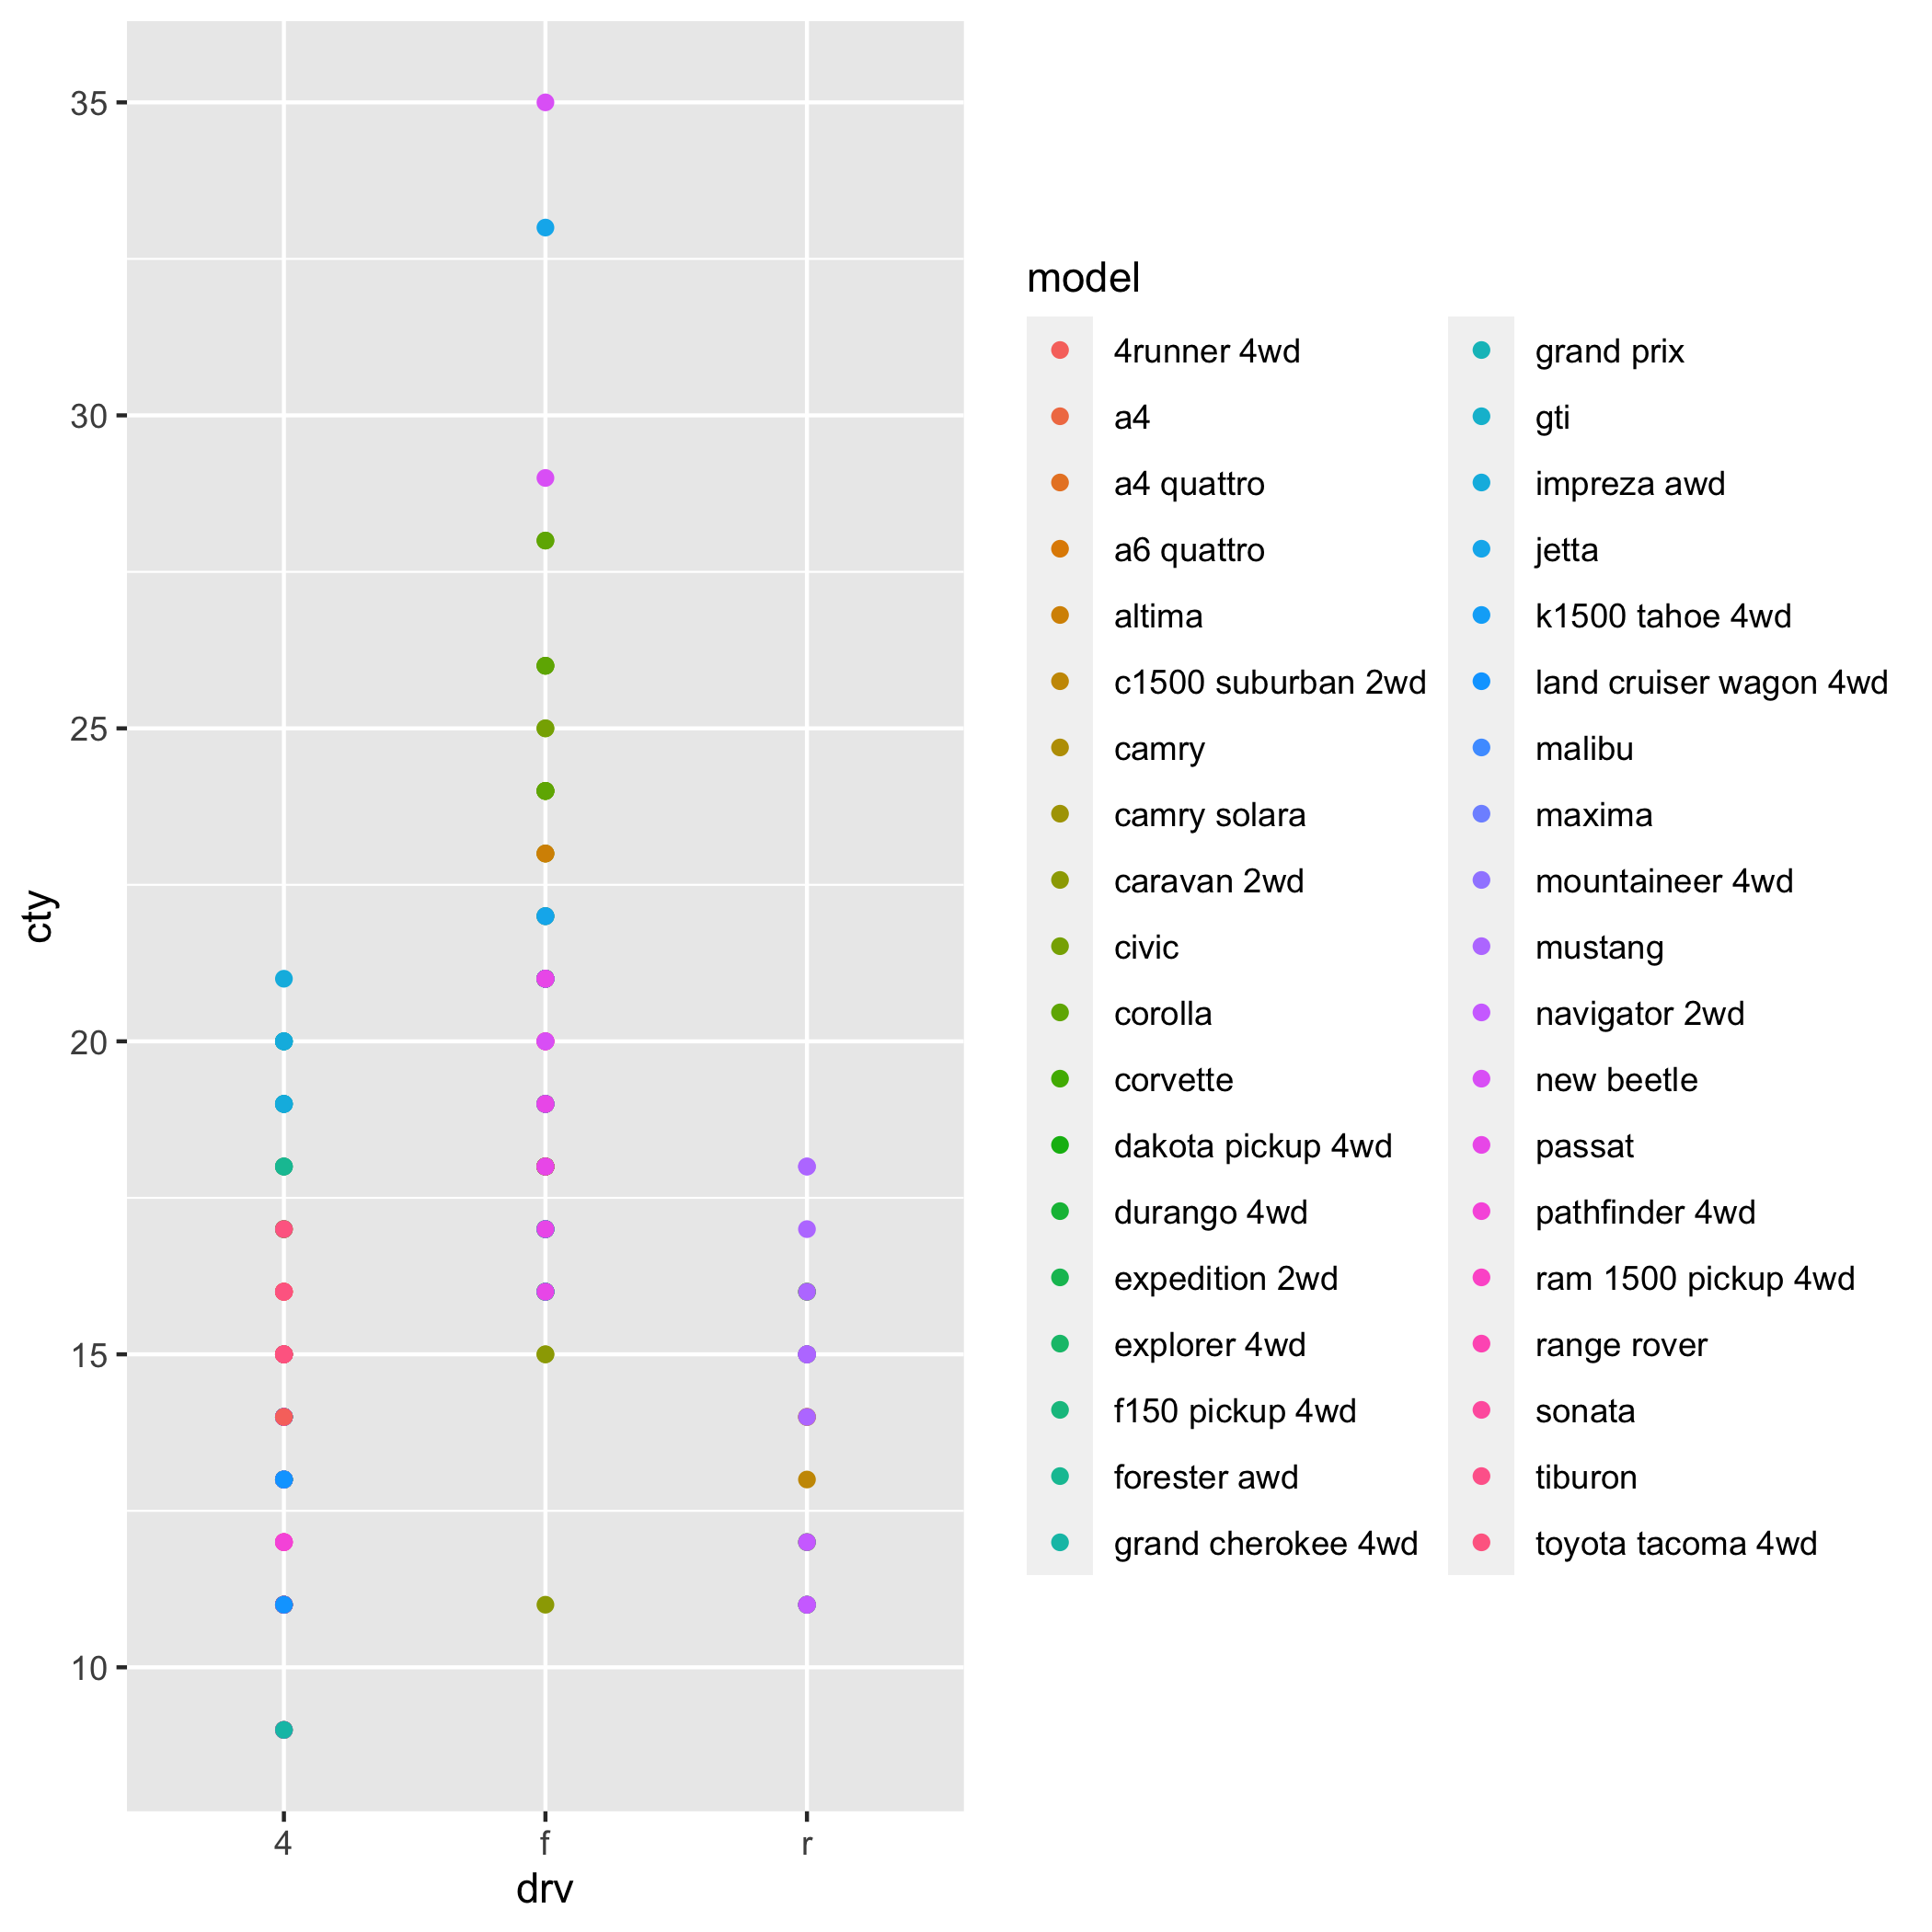 35
30
25
20
15
10
cty
4 f r
drv
model
4runner 4wd
a4
a4 quattro
a6 quattro
altima
c1500 suburban 2wd
camry
camry solara
caravan 2wd
civic
corolla
corvette
dakota pickup 4wd
durango 4wd
expedition 2wd
explorer 4wd
f150 pickup 4wd
forester awd
grand cherokee 4wd
grand prix
gti
impreza awd
jetta
k1500 tahoe 4wd
land cruiser wagon 4wd
malibu
maxima
mountaineer 4wd
mustang
navigator 2wd
new beetle
passat
pathfinder 4wd
ram 1500 pickup 4wd
range rover
sonata
tiburon
toyota tacoma 4wd